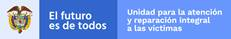 El futuro
es de todos
Unidad para la atención
y reparación integral
a las víctimas